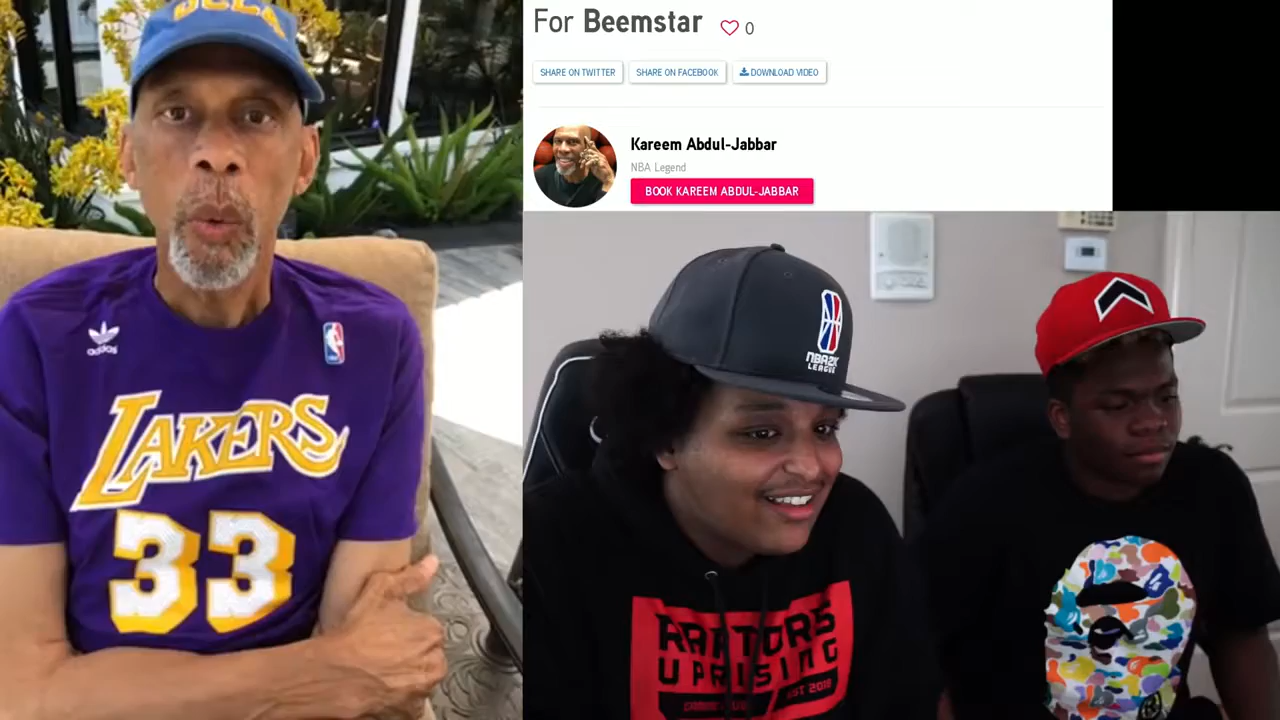 UCLA
adidas
NBA
LAKERS
33
For Beemstar
0
SHARE ON TWITTER
SHARE ON FACEBOOK
DOWNLOAD VIDEO
Kareem Abdul-Jabbar
NBA Legend
BOOK KAREEM ABDUL-JABBAR
NBA2K
LEAGUE
RAPTORS
UPRISING
EST 2018